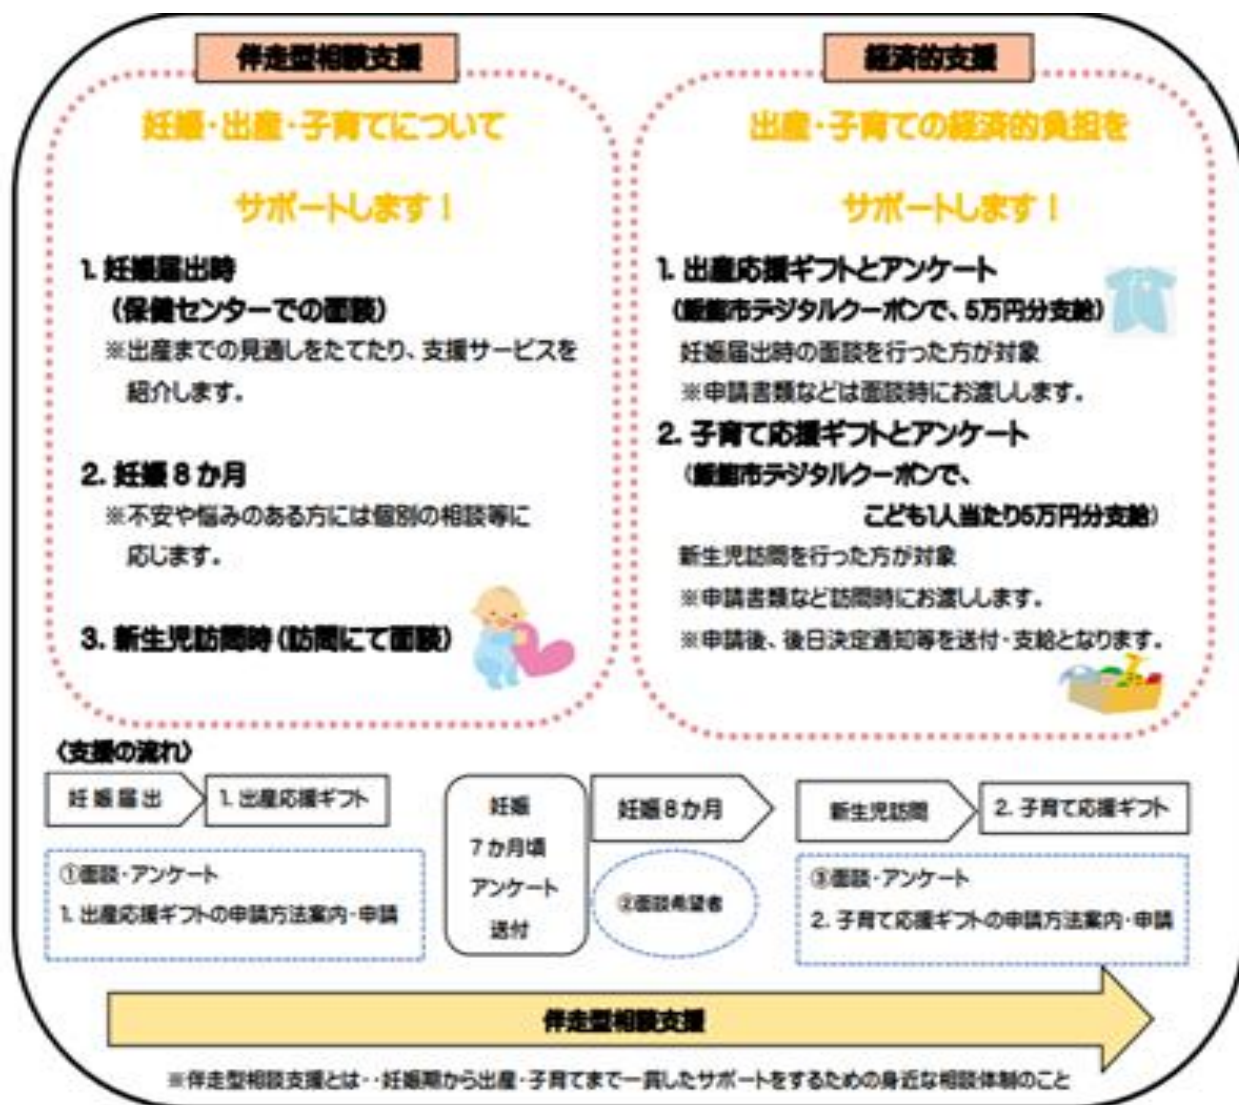 伴走型相談支援
妊娠・出産・子育てについて
サポートします！
1. 妊娠届出時
（保健センターでの面談）
※出産までの見通しをたてたり、支援サービスを
紹介します。
2. 妊娠８か月
※不安や悩みのある方には個別の相談等に
応じます。
3. 新生児訪問時（訪問にて面談）
経済的支援
出産・子育ての経済的負担を
サポートします！
1. 出産応援ギフトとアンケート
（飯能市デジタルクーポンで、5万円分支給）
妊娠届出時の面談を行った方が対象
※申請書類などは面談時にお渡しします。
2. 子育て応援ギフトとアンケート
（飯能市デジタルクーポンで、
こども1人当たり5万円分支給）
新生児訪問を行った方が対象
※申請書類など訪問時にお渡しします。
※申請後、後日決定通知等を送付・支給となります。
〈支援の流れ〉
妊娠届出
1. 出産応援ギフト
①面談・アンケート
1. 出産応援ギフトの申請方法案内・申請
妊娠
７か月頃
アンケート
送付
妊娠８か月
②面談希望者
新生児訪問
2. 子育て応援ギフト
③面談・アンケート
2. 子育て応援ギフトの申請方法案内・申請
伴走型相談支援
※伴走型相談支援とは‥妊娠期から出産・子育てまで一貫したサポートをするための身近な相談体制のこと